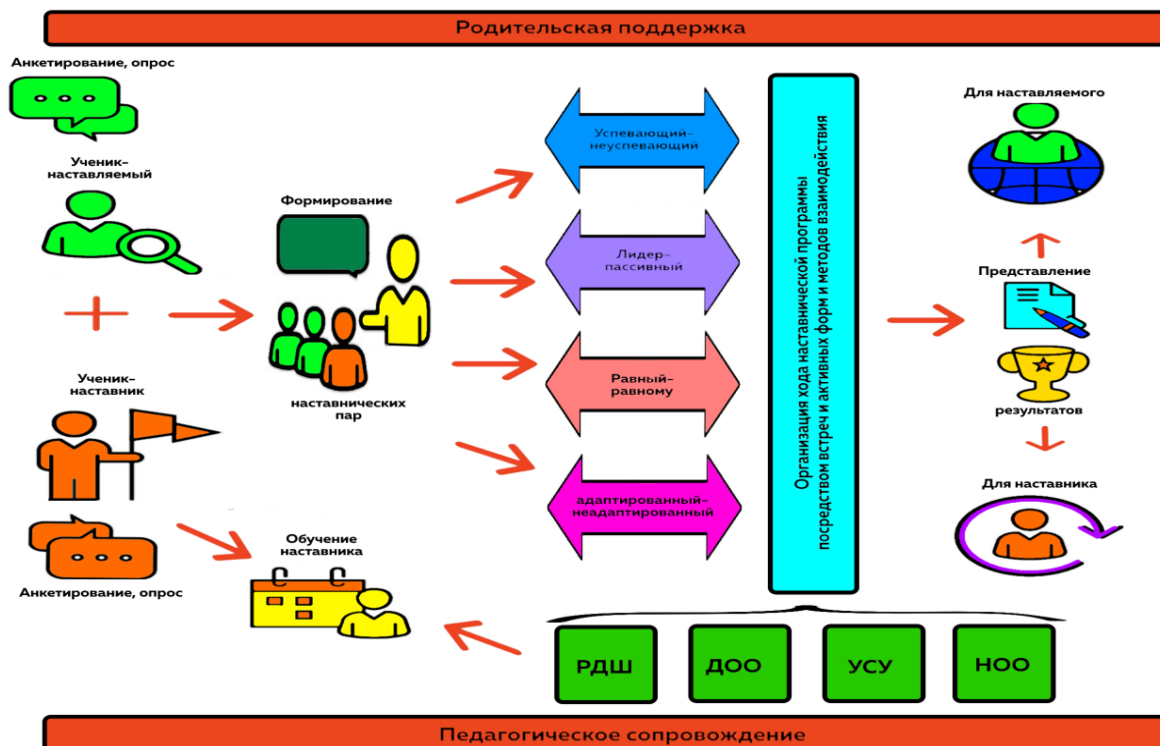 Родительская поддержка
Анкетирование, опрос
Ученик-
наставляемый
Ученик-
наставник
Анкетирование, опрос
Формирование
наставнических
пар
Обучение
наставника
Успевающий-
неуспевающий
Лидер-
пассивный
Равный-
равному
адаптированный-
неадаптированный
Организация хода наставнической программы
посредством встреч и активных форм и методов взаимодействия
РДШ
ДОО
УСУ
НОО
Для наставляемого
Представление
результатов
Для наставника
Педагогическое сопровождение